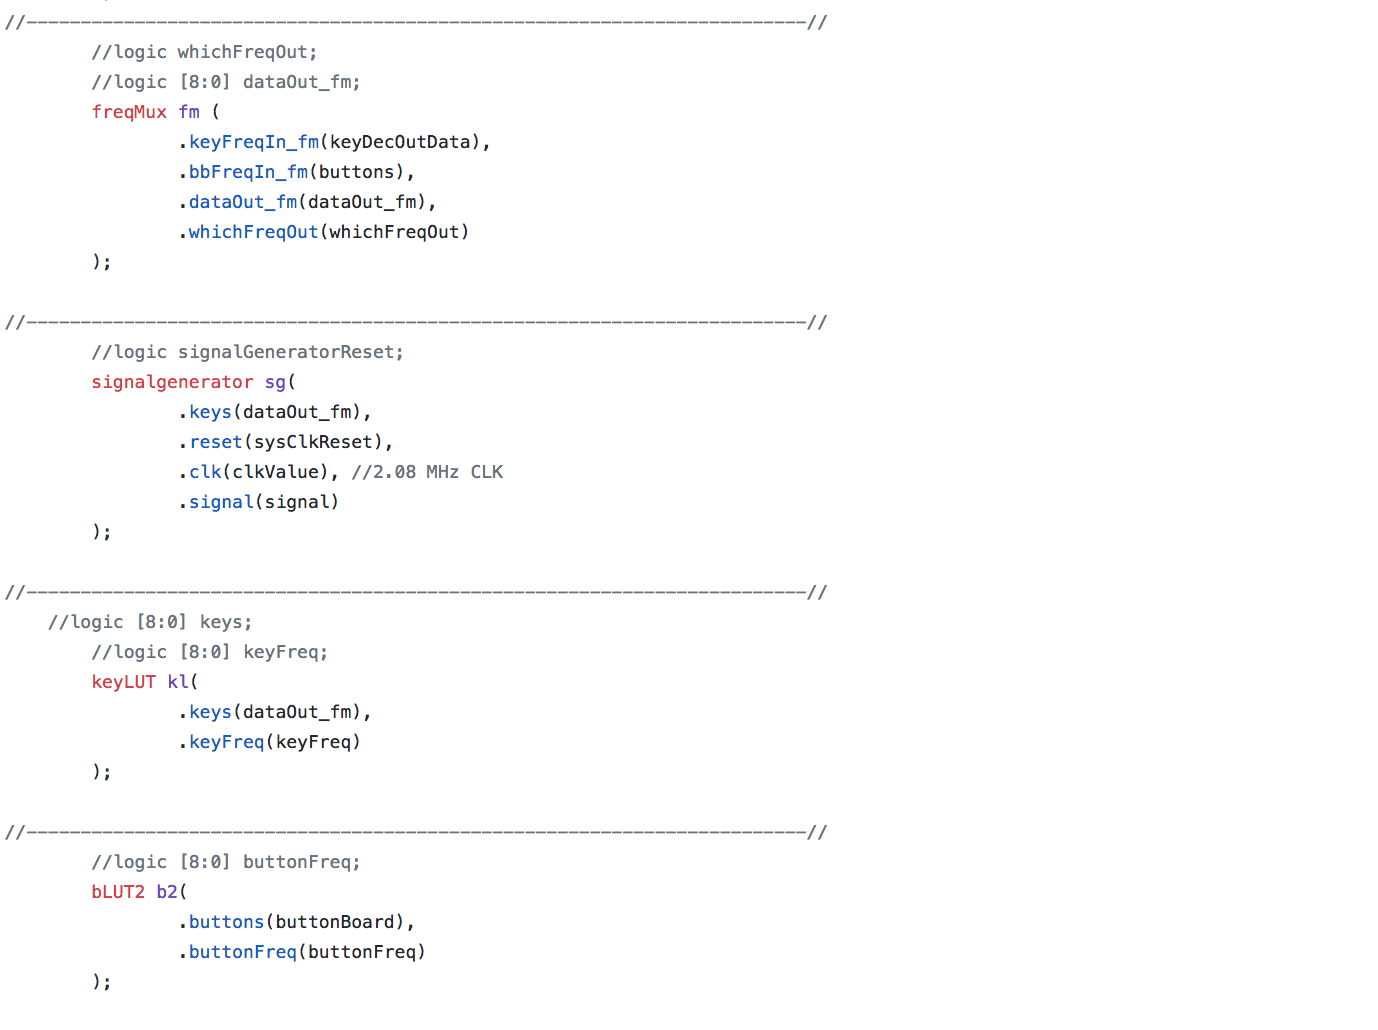 //------------------------------------------------------------------------//
//logic whichFreqOut;
//logic [8:0] dataOut_fm;
freqMux fm (
.keyFreqIn_fm(keyDecOutData),
.bbFreqIn_fm(buttons),
.dataOut_fm(dataOut_fm),
.whichFreqOut(whichFreqOut)
);
//------------------------------------------------------------------------//
//logic signalGeneratorReset;
signalgenerator sg(
.keys(dataOut_fm),
.reset(sysClkReset),
.clk(clkValue), //2.08 MHz CLK
.signal(signal)
);
//------------------------------------------------------------------------//
//logic [8:0] keys;
//logic [8:0] keyFreq;
keyLUT kl(
.keys(dataOut_fm),
.keyFreq(keyFreq)
);
//------------------------------------------------------------------------//
//logic [8:0] buttonFreq;
bLUT2 b2(
.buttons(buttonBoard),
.buttonFreq(buttonFreq)
);